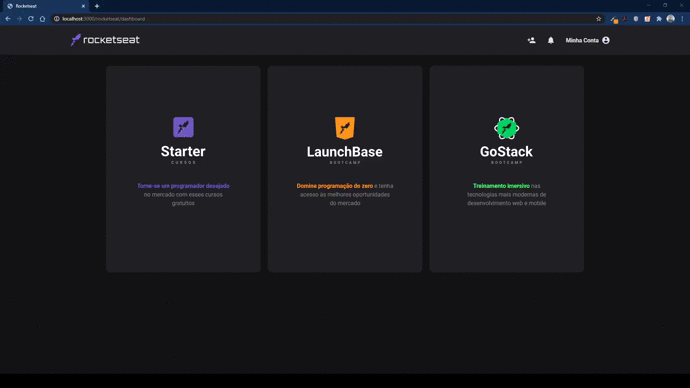 Rocketseat
localhost:3000/rocketseat/dashboard
rocketseat
Minha Conta
Starter
CURSOS
Torne-se um programador desejado
no mercado com esses cursos
gratuitos
LaunchBase
BOOTCAMP
Domine programação do zero e tenha
acesso às melhores oportunidades
do mercado
GoStack
BOOTCAMP
Treinamento imersivo nas
tecnologias mais modernas de
desenvolvimento web e mobile